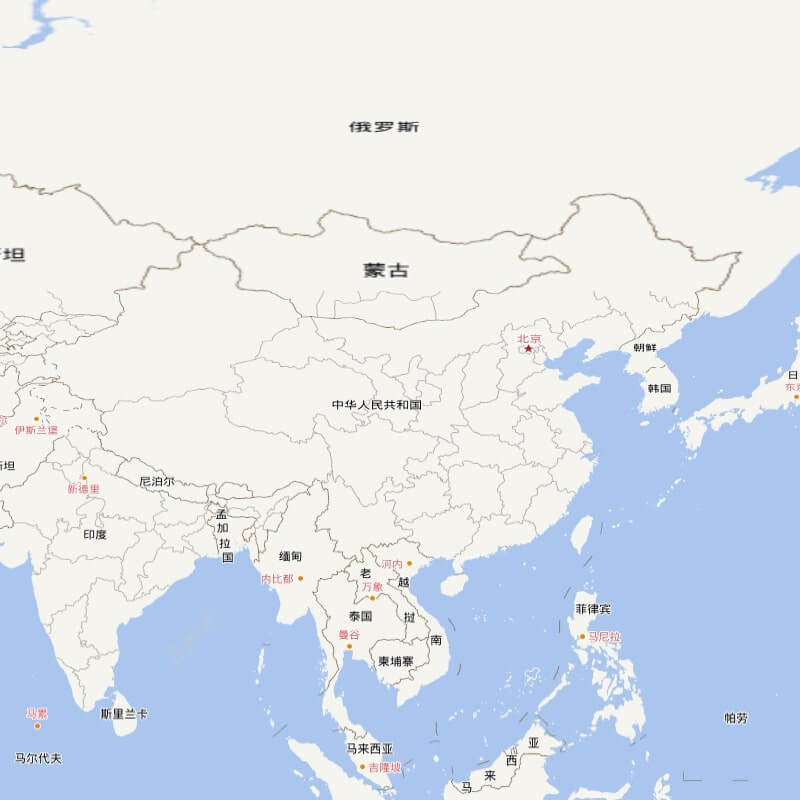 俄罗斯
斯坦
蒙古
北京
朝鲜
日
东京
韩国
中华人民共和国
伊斯兰堡
斯坦
尼泊尔
新德里
孟加拉国
印度
缅甸
河内
内比都
老挝
万象
越南
泰国
曼谷
柬埔寨
菲律宾
马尼拉
斯里兰卡
马累
马尔代夫
帕劳
马来西亚
吉隆坡
马来西亚